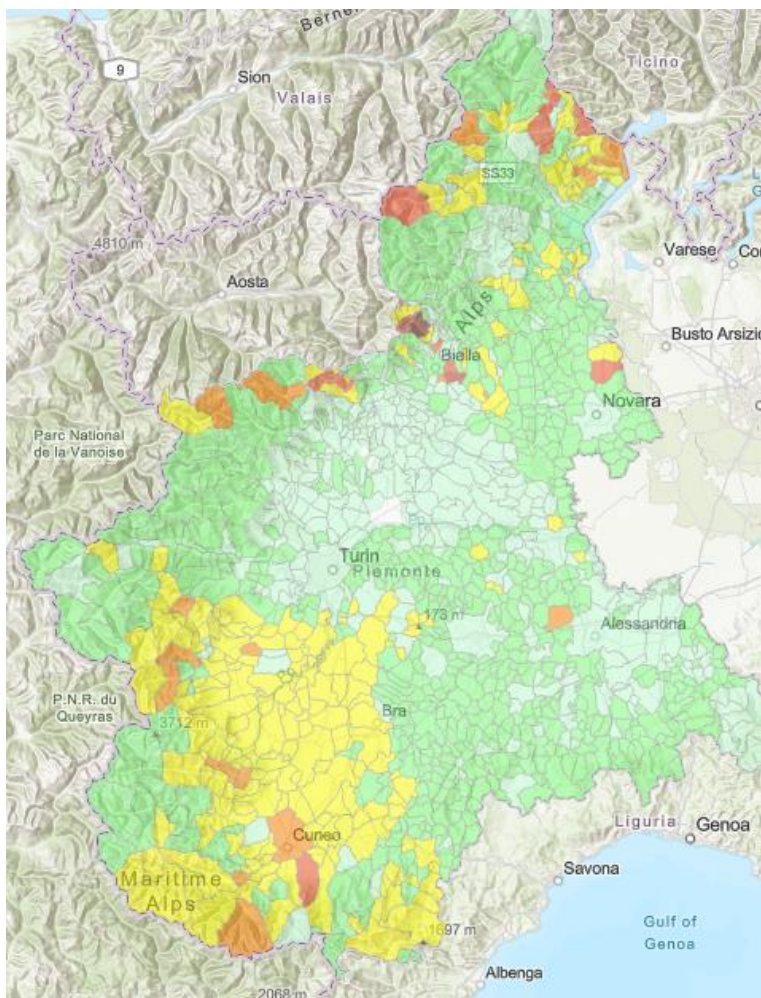 Berner
9
Sion
Ticino
Valais
SS33
4810 m
Varese
Aosta
Alps
Busto Arsizio
Biella
Novara
Parc National
de la Vanoise
Turin
Piemonte
173 m
Alessandria
P.N.R. du
Queyras
3712 m
Bra
Liguria
Genoa
Cuneo
Savona
Maritime
Alps
Gulf of
Genoa
1697 m
Albenga
2068 m